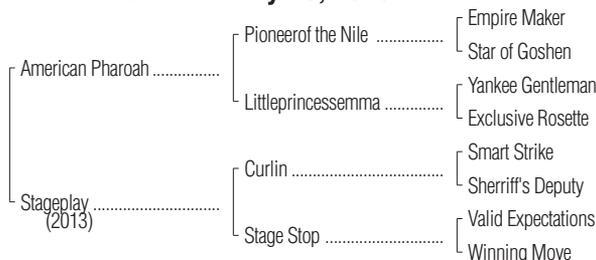 Empire Maker
Pioneerof the Nile ................
Star of Goshen
American Pharoah ................
Yankee Gentleman
Littleprincessemma ..............
Exclusive Rosette
Smart Strike
Curlin ....................................
Sherriff's Deputy
Stageplay ..............................
(2013)
Valid Expectations
Stage Stop ............................
Winning Move